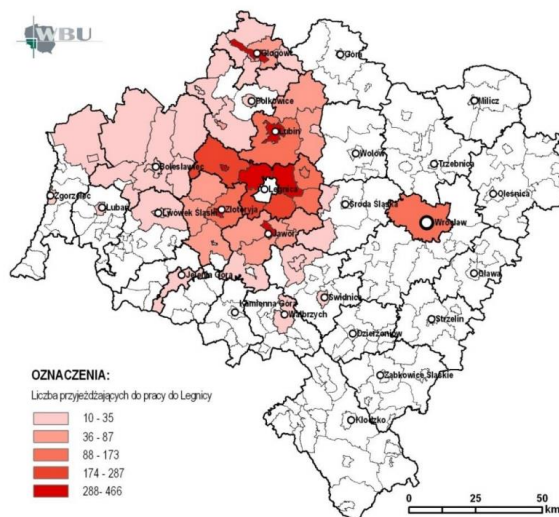 WBU
Głogów
Góra
Polkowice
Milicz
Lubin
Wołów
Trzebnica
Bolesławiec
Legnica
Oleśnica
Zgorzelec
Lubań
Lwówek Śląski
Złotoryja
Środa Śląska
Wrocław
Jawor
Jelenia Góra
Oława
Świdnica
Kamienna Góra
Wałbrzych
Strzelin
Dzierżoniów
Ząbkowice Śląskie
Kłodzko
OZNACZENIA:
Liczba przyjeżdżających do pracy do Legnicy
10 - 35
36 - 87
88 - 173
174 - 287
288- 466
0 25 50
km